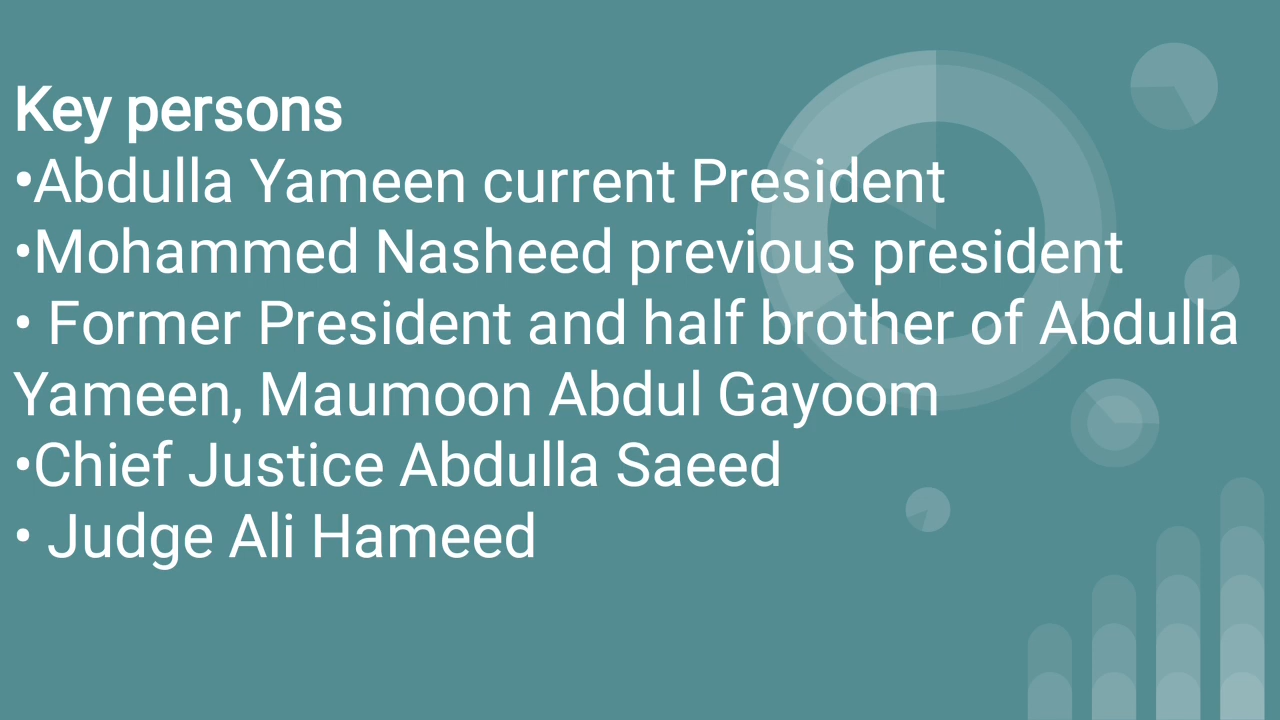 Key persons
•Abdulla Yameen current President
•Mohammed Nasheed previous president
• Former President and half brother of Abdulla
Yameen, Maumoon Abdul Gayoom
•Chief Justice Abdulla Saeed
• Judge Ali Hameed